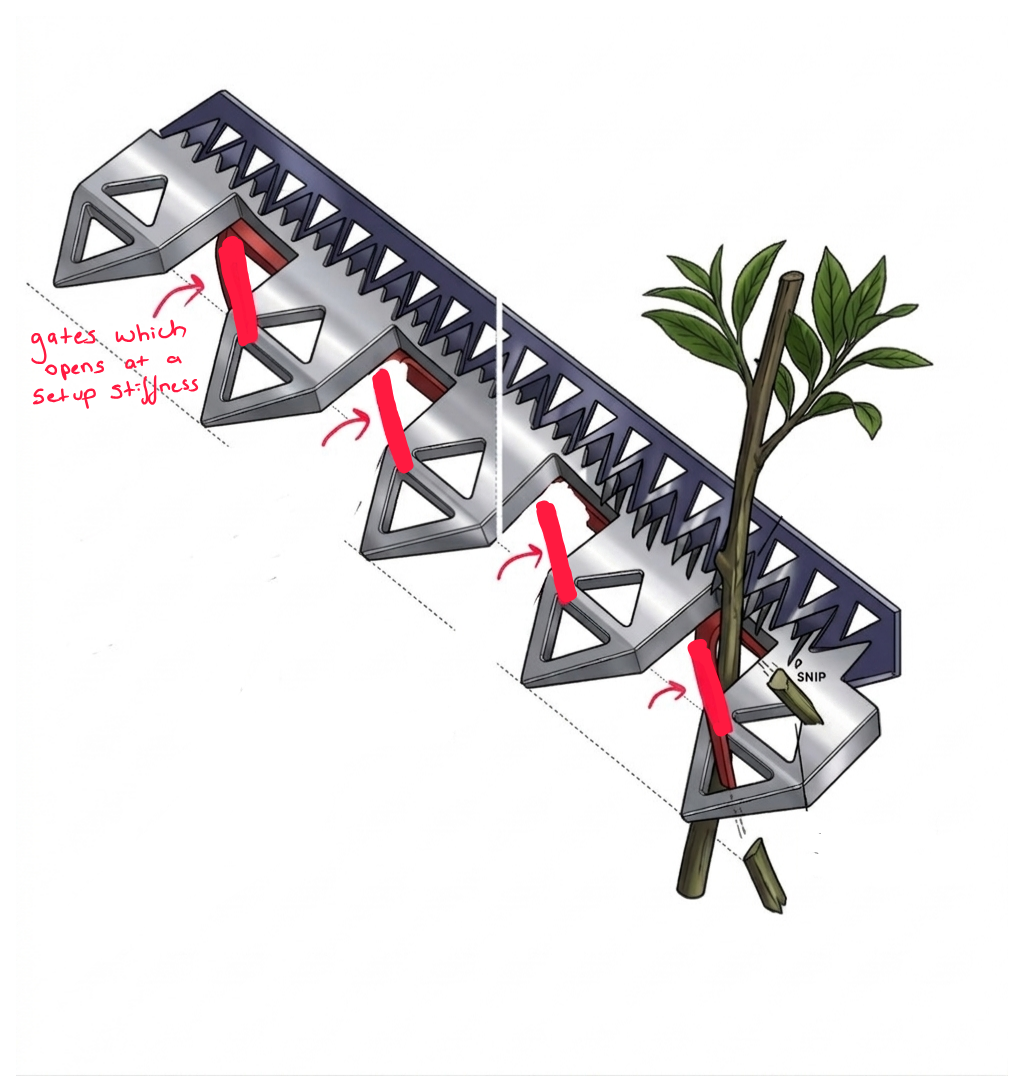 gates which
opens at a
setup stiffness
SNIP